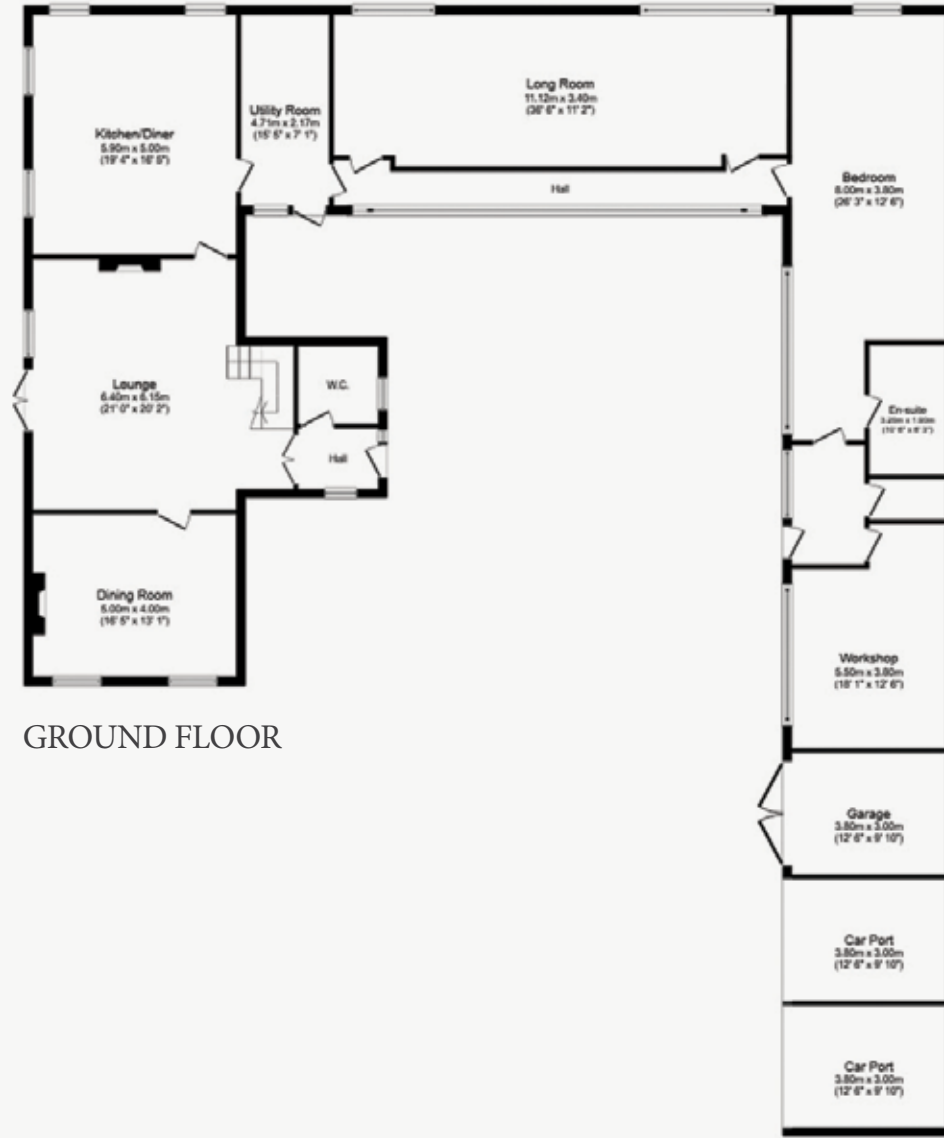 Long Room
11.12m x 3.40m
(36' 6" x 11' 2")
Utility Room
4.71m x 2.17m
(15' 5" x 7' 1")
Kitchen/Diner
5.90m x 5.00m
(19' 4" x 16' 5")
Hall
Bedroom
8.00m x 3.80m
(26' 3" x 12' 6")
Lounge
6.40m x 6.15m
(21' 0" x 20' 2")
W.C.
En-suite
Hall
Dining Room
5.00m x 4.00m
(16' 5" x 13' 1")
Workshop
5.50m x 3.80m
(18' 1" x 12' 6")
GROUND FLOOR
Garage
3.80m x 3.00m
(12' 6" x 9' 10")
Car Port
3.80m x 3.00m
(12' 6" x 9' 10")
Car Port
3.80m x 3.00m
(12' 6" x 9' 10")